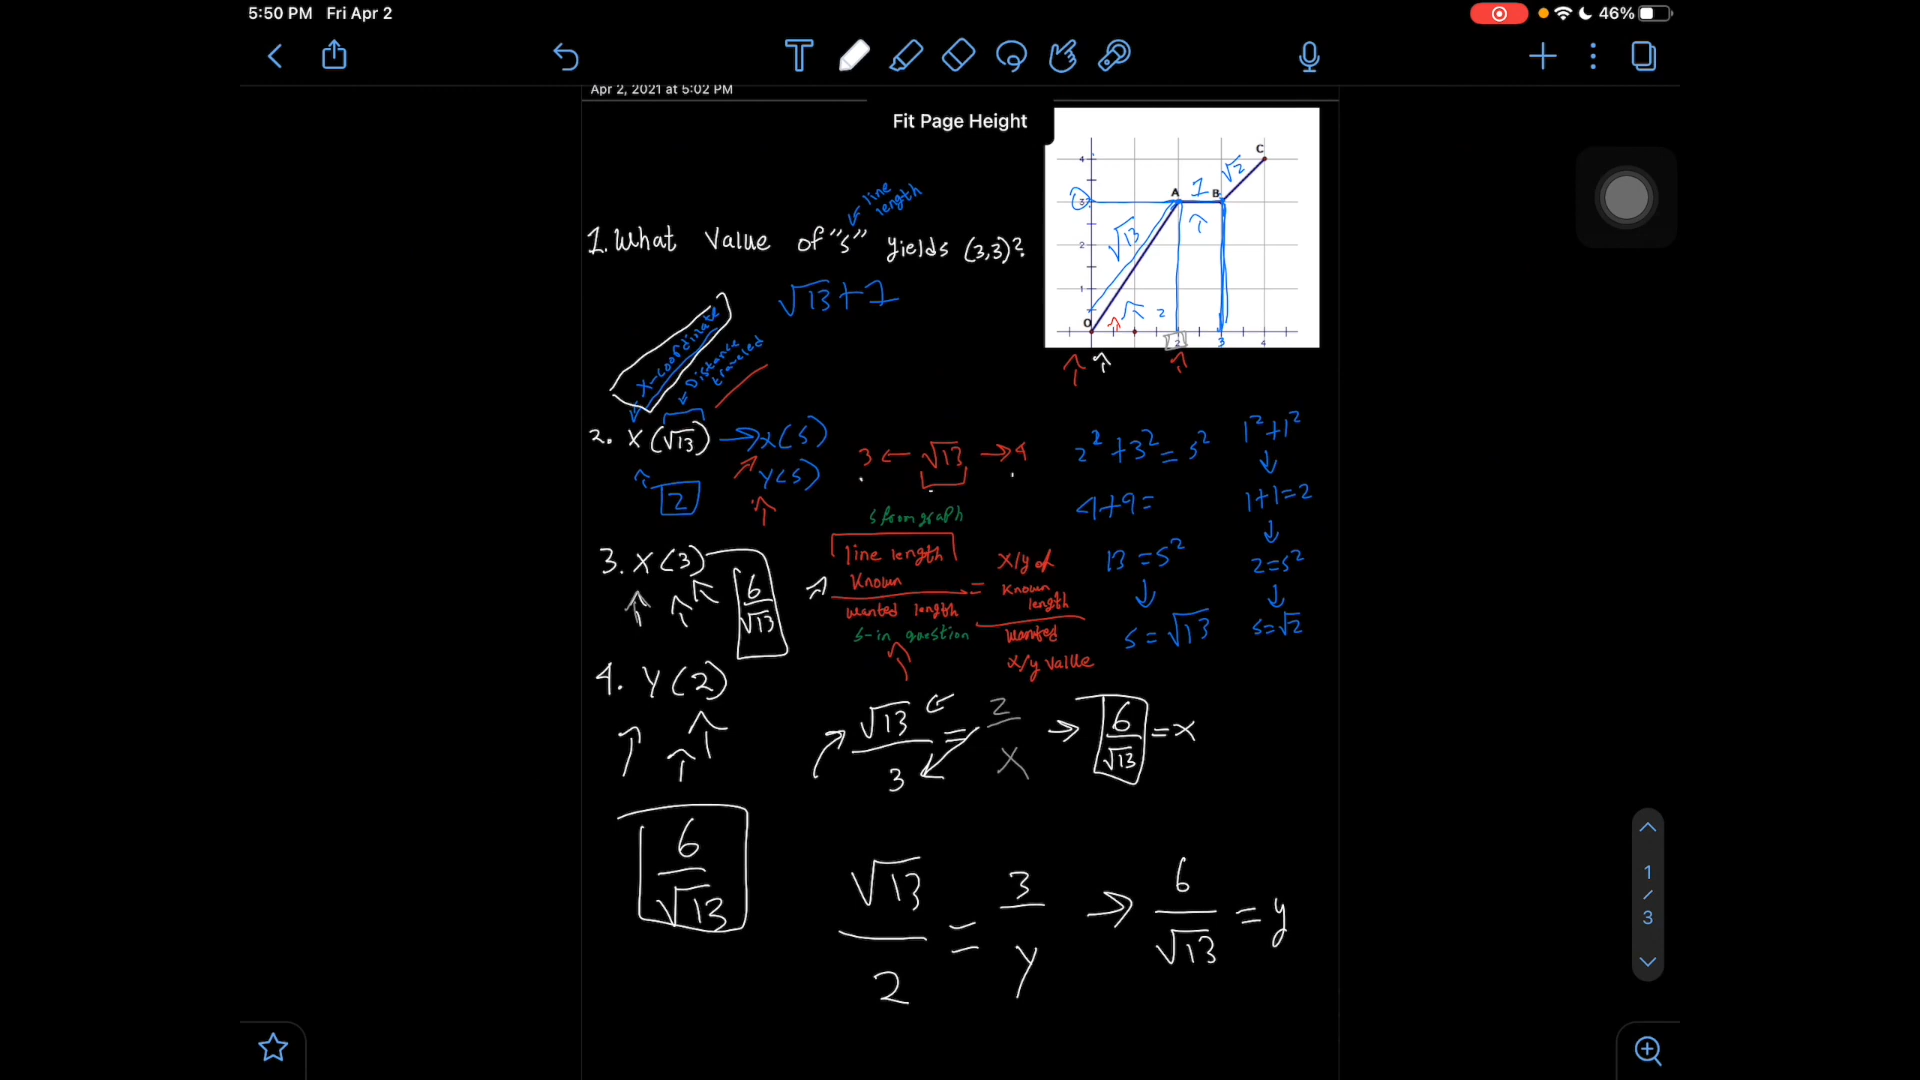 5:50 PM Fri Apr 2
46%
Apr 2, 2021 at 5:02 PM
Fit Page Height
1. What Value of "s" yields (3,3)?
line length
√13+1
X-coordinate
Distance traveled
C
4
√2
A 1 B
3
√13
2
1
2
O
2 3 4
2. X(√13) → x(s)
y(s)
2
3 ← √13 → 4
2²+3²=s²
4+9=
13=s²
s=√13
1²+1²
1+1=2
2=s²
s=√2
s from graph
line length
Known
wanted length
s-in question
=
X/y of
Known
length
wanted
x/y value
3. X(3)
6
√13
4. Y(2)
√13 = 2
3 X
6 = x
√13
6
√13
√13 = 3
2 y
6 = y
√13
1
/
3